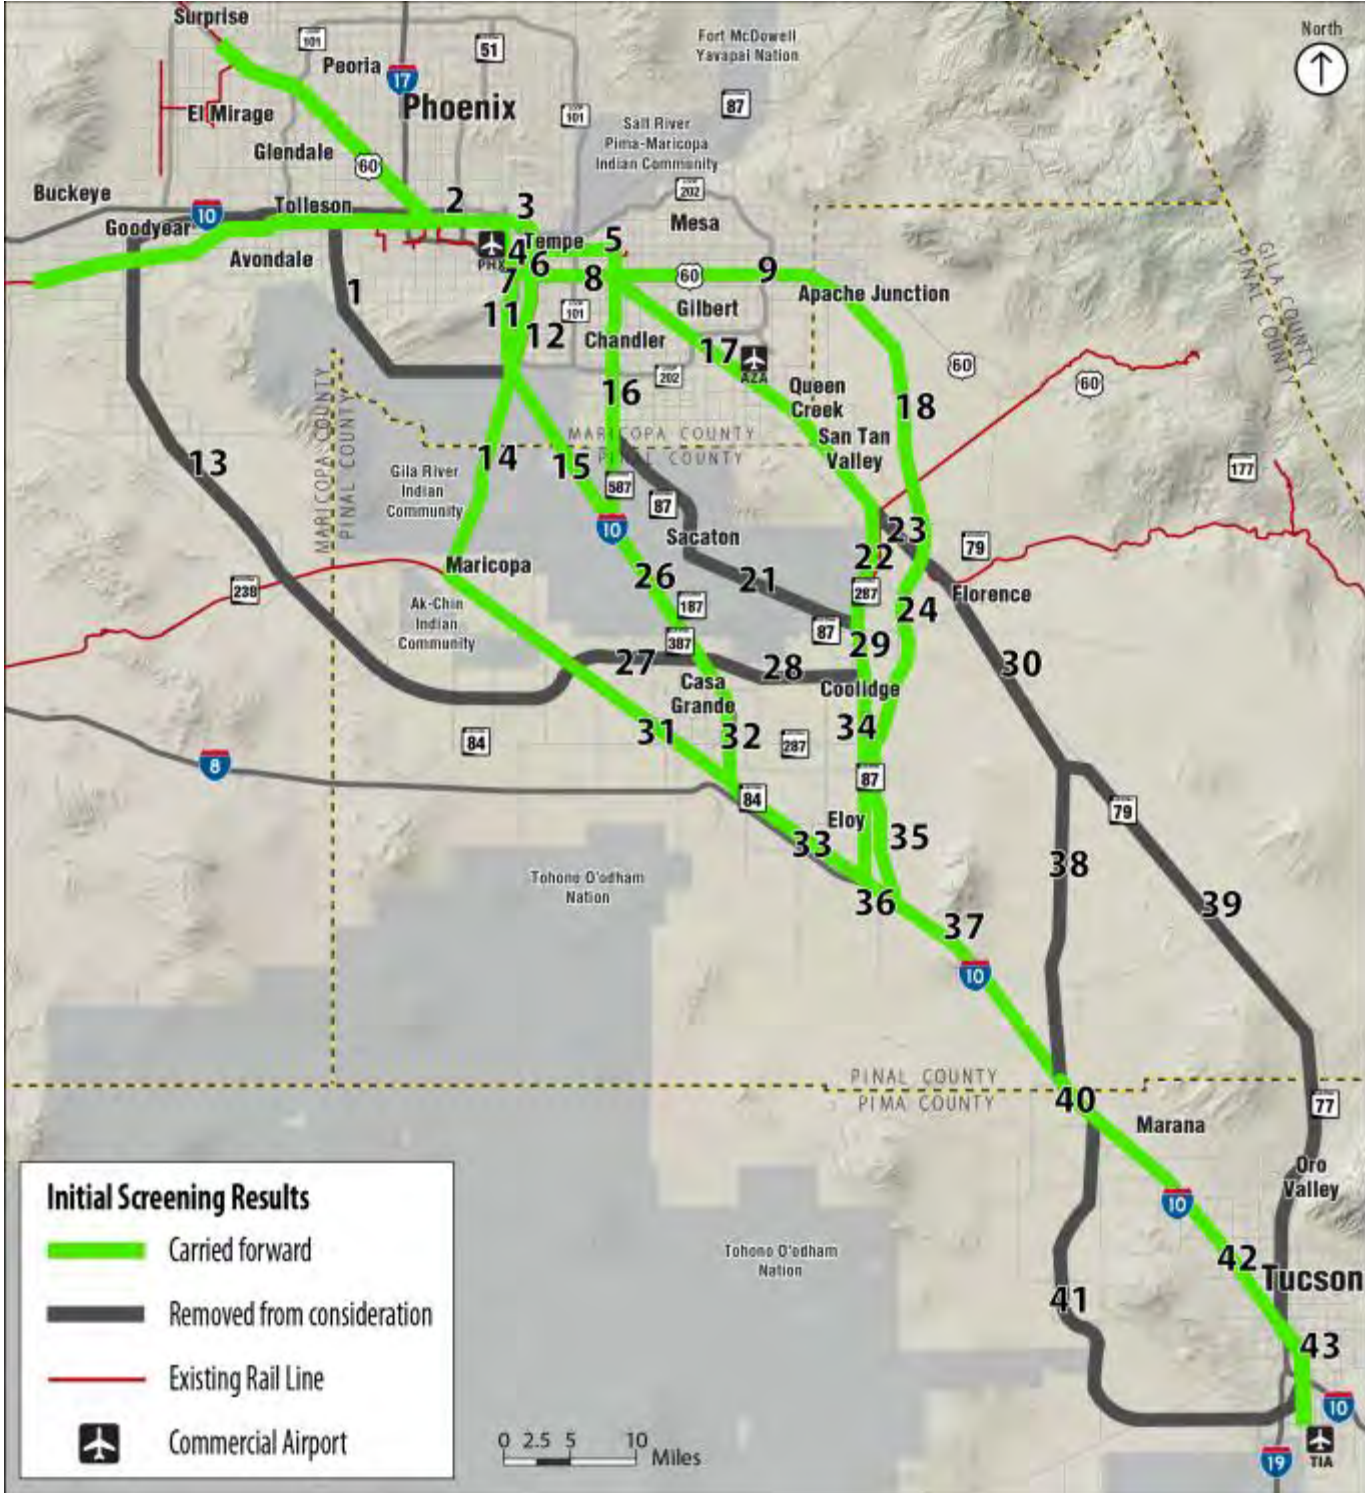 Surprise
101
Peoria
17
51
Phoenix
Fort McDowell
Yavapai Nation
87
North
El Mirage
101
Salt River
Pima-Maricopa
Indian Community
Glendale
60
LOOP
202
Buckeye
10
Tolleson
2
3
Mesa
Goodyear
Tempe
5
Avondale
PHX
4
6
7
8
60
9
GILA COUNTY
PINAL COUNTY
1
Apache Junction
11
12
LOOP
101
Gilbert
Chandler
17
AZA
202
60
60
16
Queen
Creek
18
MARICOPA COUNTY
PINAL COUNTY
MARICOPA COUNTY
PINAL COUNTY
San Tan
Valley
13
14
15
Gila River
Indian
Community
587
87
177
10
Sacaton
23
79
22
Maricopa
26
21
287
Florence
238
Ak-Chin
Indian
Community
187
387
87
24
29
30
27
28
Casa
Grande
Coolidge
31
32
34
84
287
8
87
84
79
Eloy
35
33
38
Tohono O'odham
Nation
36
39
37
10
PINAL COUNTY
PIMA COUNTY
40
77
Marana
Oro
Valley
10
Tohono O'odham
Nation
42
Tucson
41
43
10
19
TIA
Initial Screening Results
Carried forward
Removed from consideration
Existing Rail Line
Commercial Airport
0 2.5 5 10
Miles